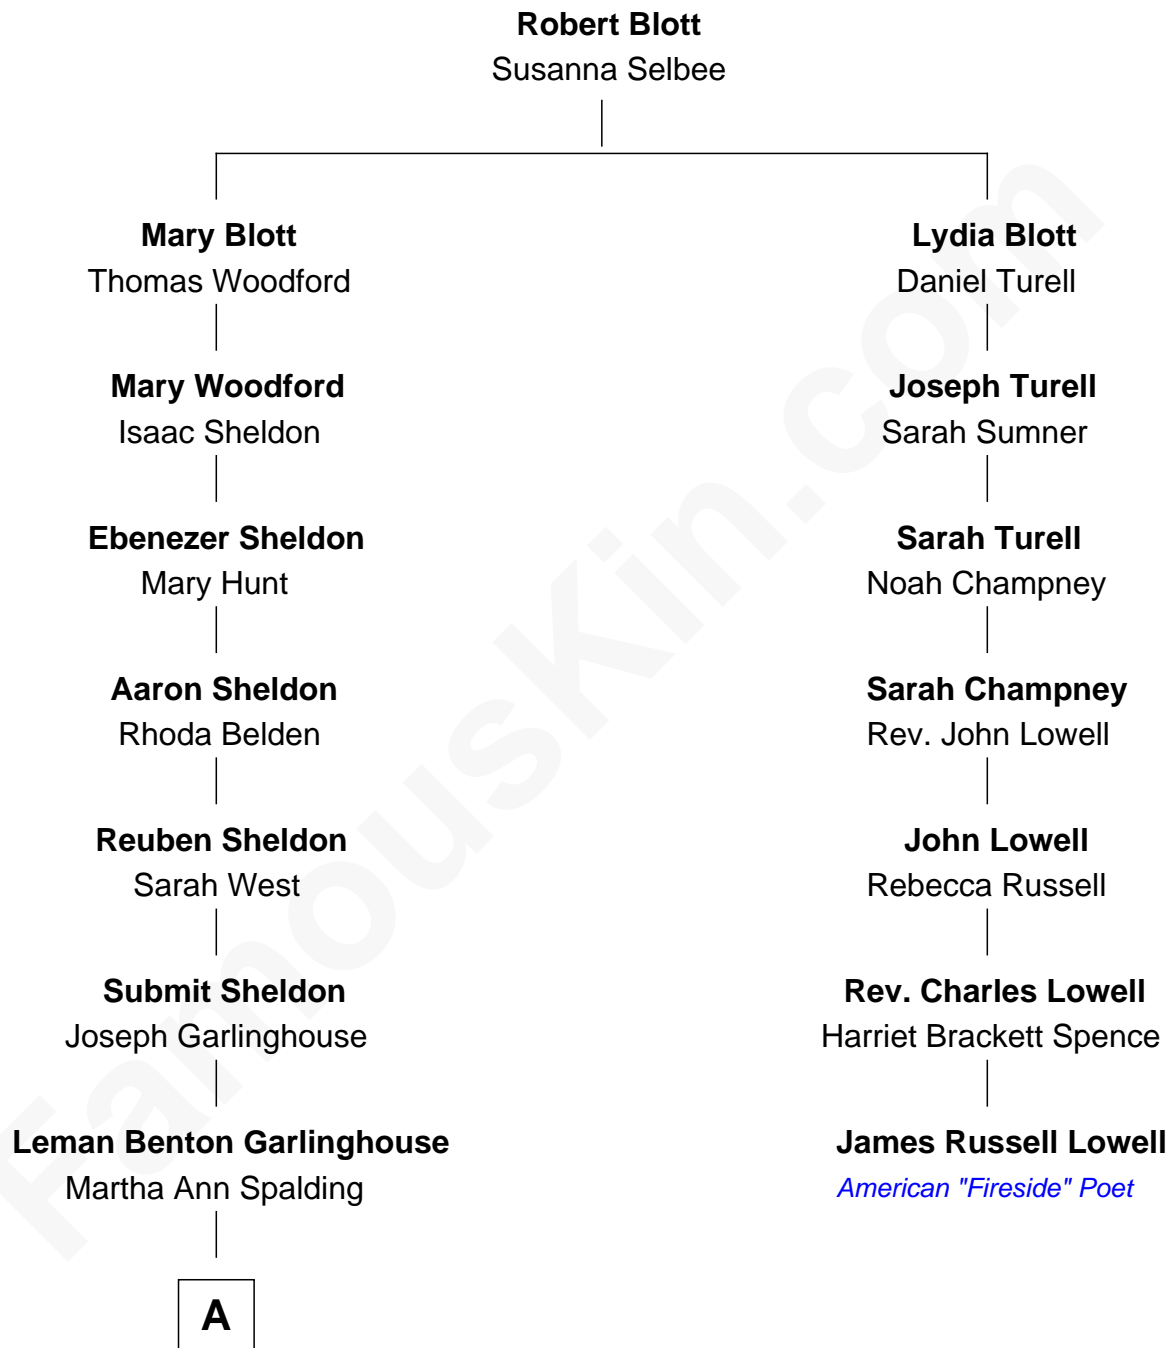 Robert Blott
Susanna Selbee
Mary Blott
Thomas Woodford
Lydia Blott
Daniel Turell
Mary Woodford
Isaac Sheldon
Joseph Turell
Sarah Sumner
Ebenezer Sheldon
Mary Hunt
Sarah Turell
Noah Champney
Aaron Sheldon
Rhoda Belden
Sarah Champney
Rev. John Lowell
Reuben Sheldon
Sarah West
John Lowell
Rebecca Russell
Submit Sheldon
Joseph Garlinghouse
Rev. Charles Lowell
Harriet Brackett Spence
Leman Benton Garlinghouse
Martha Ann Spalding
James Russell Lowell
American "Fireside" Poet
A
FamousKin.com